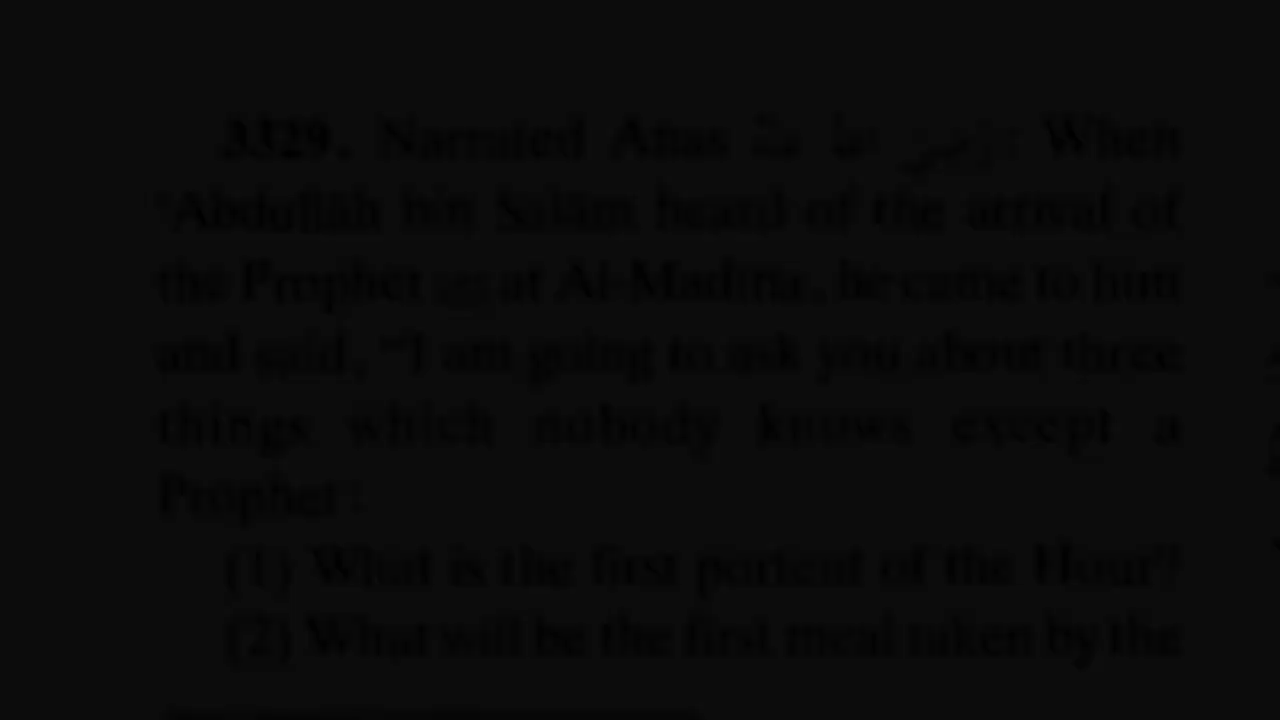 3329. Narrated Anas رضي الله عنه: When
'Abdullāh bin Salām heard of the arrival of
the Prophet ﷺ at Al-Madīna, he came to him
and said, "I am going to ask you about three
things which nobody knows except a
Prophet:
(1) What is the first portent of the Hour?
(2) What will be the first meal taken by the